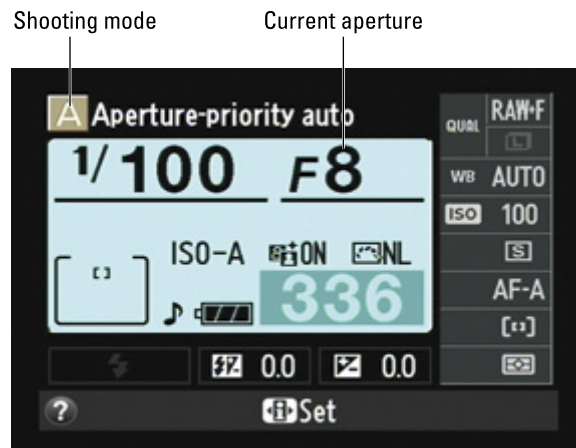 Shooting mode Current aperture
A Aperture-priority auto
QUAL RAW+F
L
1/100 F8
WB AUTO
ISO 100
ISO-A ON NL
S
AF-A
336
0.0 0.0
? i Set